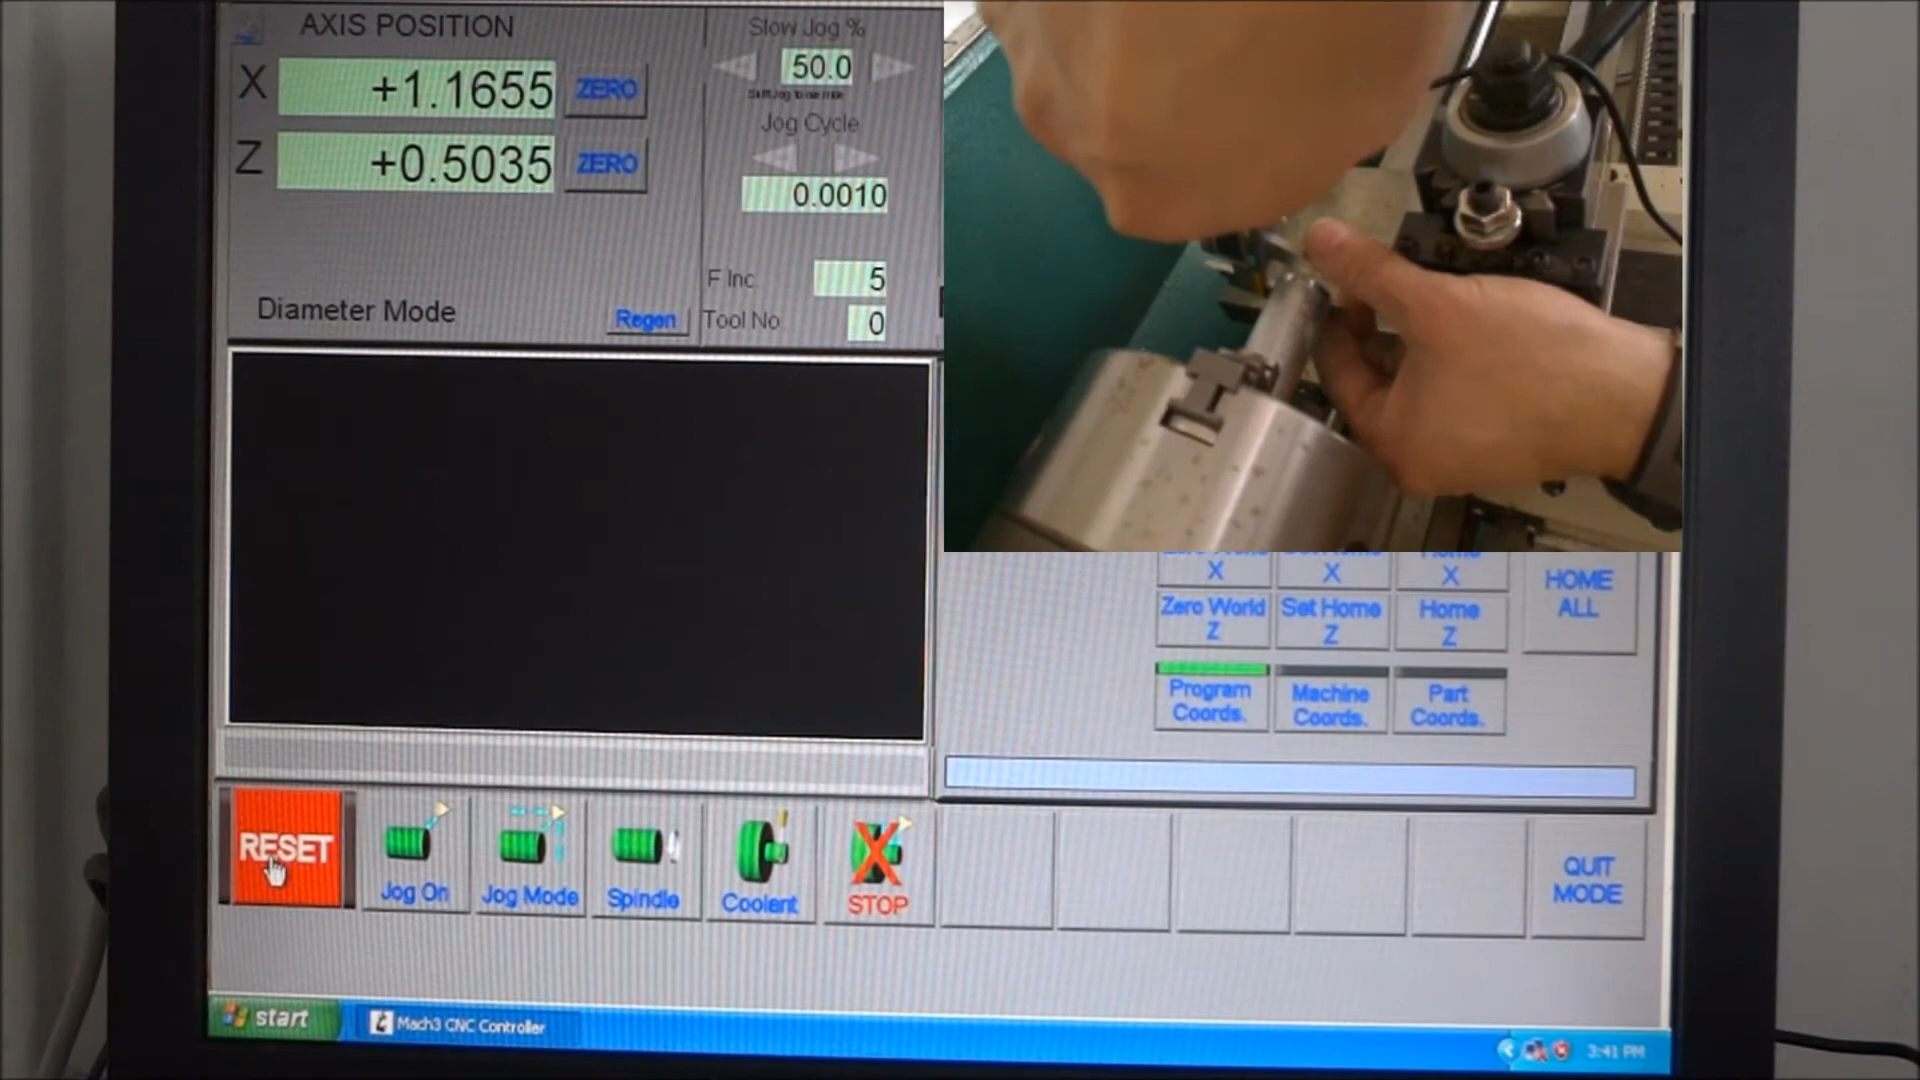 AXIS POSITION
X +1.1655 ZERO
Z +0.5035 ZERO
Diameter Mode
Regen
Slow Jog %
50.0
Jog Cycle
0.0010
F Inc 5
Tool No 0
X
X
X
HOME
ALL
Zero World
Z
Set Home
Z
Home
Z
Program
Coords.
Machine
Coords.
Part
Coords.
RESET
Jog On
Jog Mode
Spindle
Coolant
STOP
QUIT
MODE
start
Mach3 CNC Controller
3:41 PM